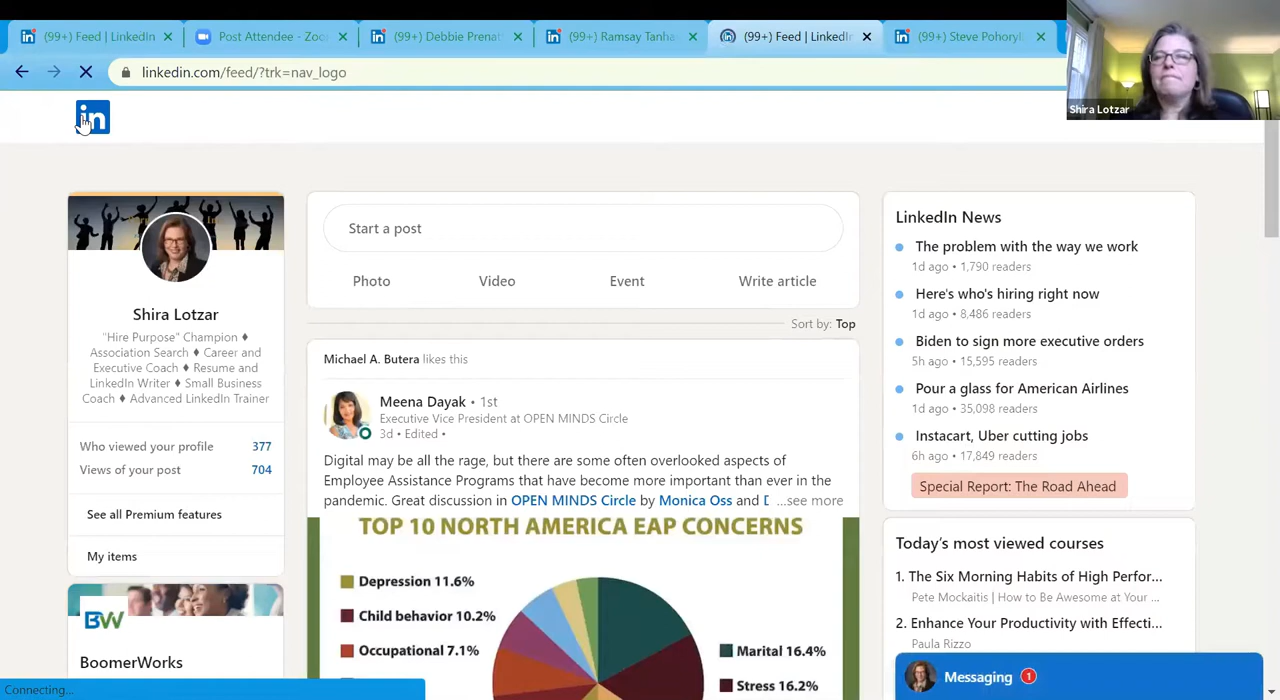 (99+) Feed | LinkedIn
Post Attendee - Zoo
(99+) Debbie Prenat
(99+) Ramsay Tanha
(99+) Feed | LinkedIn
(99+) Steve Pohoryl
linkedin.com/feed/?trk=nav_logo
Shira Lotzar
in
Start a post
Photo
Video
Event
Write article
Sort by: Top
Shira Lotzar
"Hire Purpose" Champion ♦
Association Search ♦ Career and
Executive Coach ♦ Resume and
LinkedIn Writer ♦ Small Business
Coach ♦ Advanced LinkedIn Trainer
Who viewed your profile 377
Views of your post 704
See all Premium features
My items
BW
BoomerWorks
Michael A. Butera likes this
Meena Dayak • 1st
Executive Vice President at OPEN MINDS Circle
3d • Edited •
Digital may be all the rage, but there are some often overlooked aspects of
Employee Assistance Programs that have become more important than ever in the
pandemic. Great discussion in OPEN MINDS Circle by Monica Oss and D ...see more
TOP 10 NORTH AMERICA EAP CONCERNS
Depression 11.6%
Child behavior 10.2%
Occupational 7.1%
Marital 16.4%
Stress 16.2%
LinkedIn News
The problem with the way we work
1d ago • 1,790 readers
Here's who's hiring right now
1d ago • 8,486 readers
Biden to sign more executive orders
5h ago • 15,595 readers
Pour a glass for American Airlines
1d ago • 35,098 readers
Instacart, Uber cutting jobs
6h ago • 17,849 readers
Special Report: The Road Ahead
Today's most viewed courses
1. The Six Morning Habits of High Perfor...
Pete Mockaitis | How to Be Awesome at Your ...
2. Enhance Your Productivity with Effecti...
Paula Rizzo
Messaging 1
Connecting...